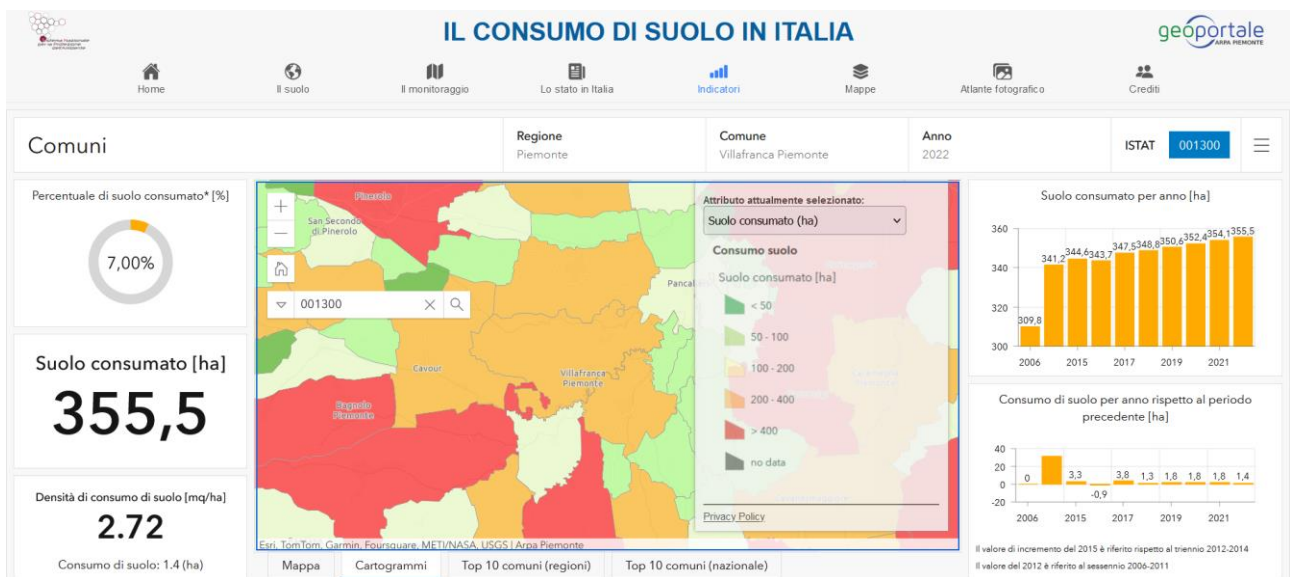 IL CONSUMO DI SUOLO IN ITALIA
geoportale
ARPA PIEMONTE
Home
Il suolo
Il monitoraggio
Lo stato in Italia
Indicatori
Mappe
Atlante fotografico
Crediti
Comuni
Regione
Piemonte
Comune
Villafranca Piemonte
Anno
2022
ISTAT 001300
Percentuale di suolo consumato* [%]
7,00%
Suolo consumato [ha]
355,5
Densità di consumo di suolo [mq/ha]
2.72
Consumo di suolo: 1.4 (ha)
Pinerolo
San Secondo
di Pinerolo
001300
Cavour
Villafranca
Piemonte
Bagnolo
Piemonte
Attributo attualmente selezionato:
Suolo consumato (ha)
Consumo suolo
Suolo consumato [ha]
< 50
50 - 100
100 - 200
200 - 400
> 400
no data
Privacy Policy
Esri, TomTom, Garmin, Foursquare, METI/NASA, USGS | Arpa Piemonte
Mappa
Cartogrammi
Top 10 comuni (regioni)
Top 10 comuni (nazionale)
Suolo consumato per anno [ha]
360
340
320
300
309,8
341,2
344,6
343,7
347,5
348,8
350,6
352,4
354,1
355,5
2006 2015 2017 2019 2021
Consumo di suolo per anno rispetto al periodo
precedente [ha]
40
20
0
-20
0 3,3 -0,9 3,8 1,3 1,8 1,8 1,8 1,4
2006 2015 2017 2019 2021
Il valore di incremento del 2015 è riferito rispetto al triennio 2012-2014
Il valore del 2012 è riferito al sessennio 2006-2011